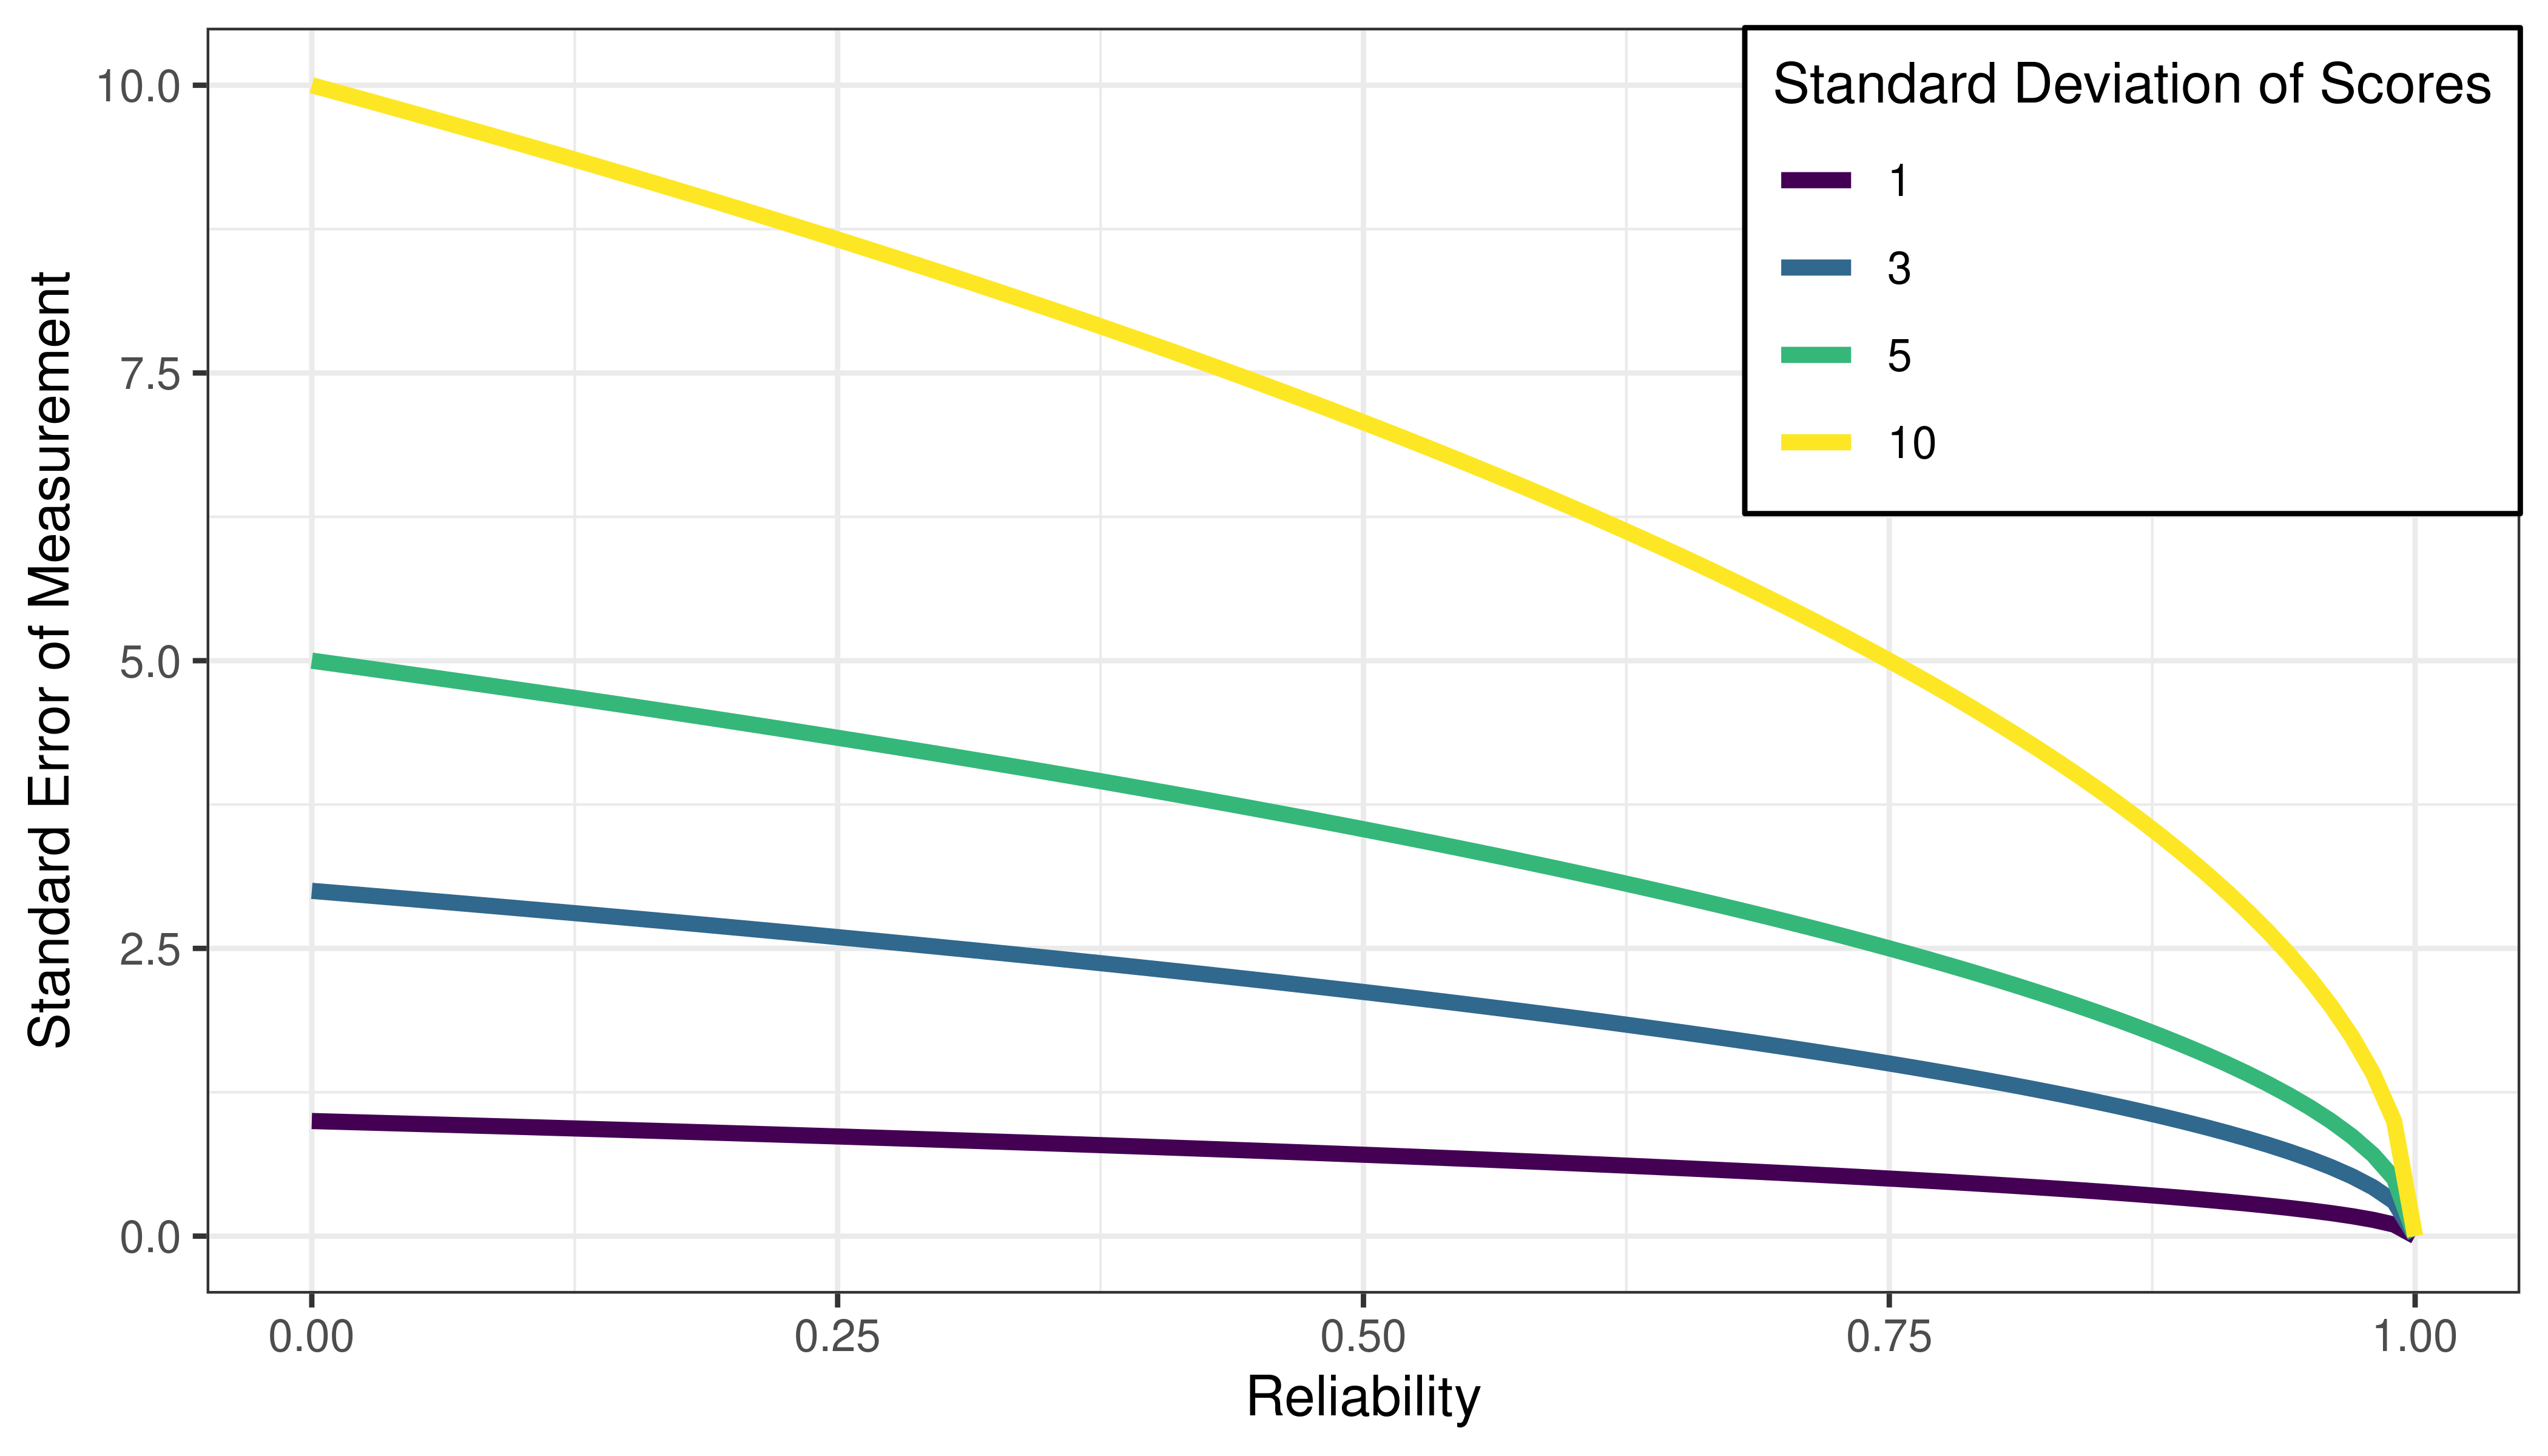 Standard Deviation of Scores
1
3
5
10
Standard Error of Measurement
10.0
7.5
5.0
2.5
0.0
0.00 0.25 0.50 0.75 1.00
Reliability